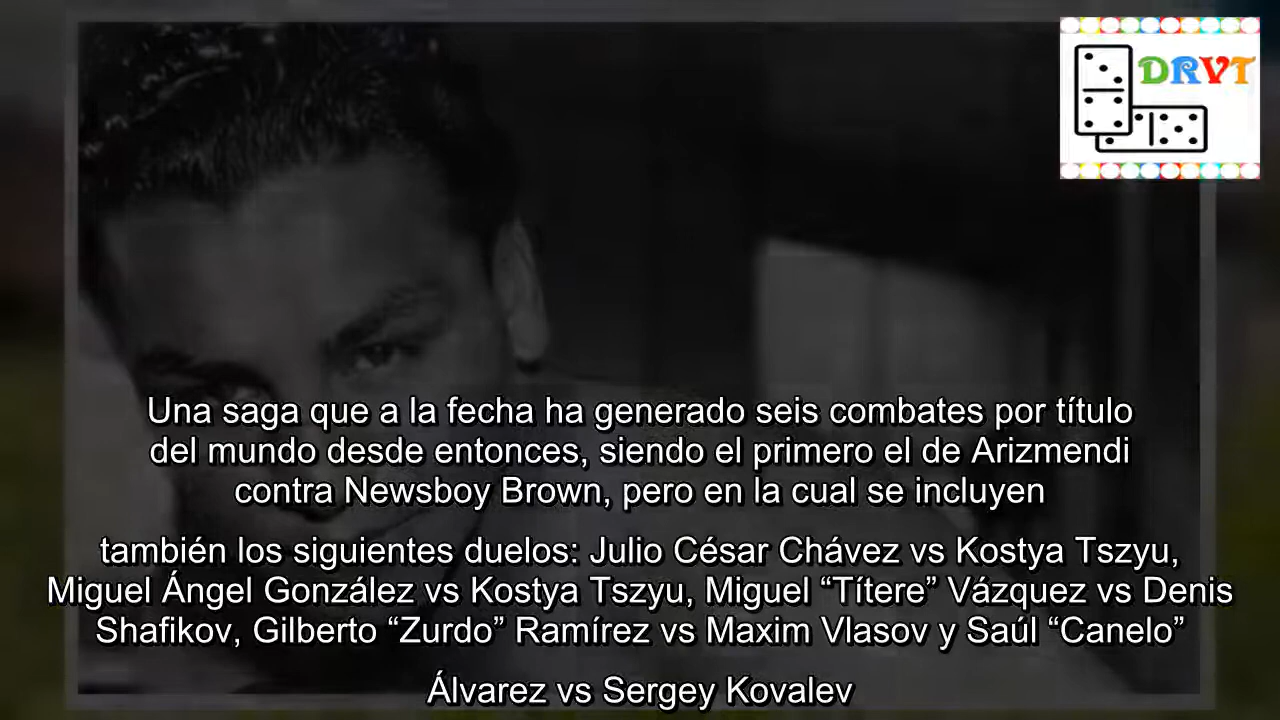 DRVT
Una saga que a la fecha ha generado seis combates por título
del mundo desde entonces, siendo el primero el de Arizmendi
contra Newsboy Brown, pero en la cual se incluyen
también los siguientes duelos: Julio César Chávez vs Kostya Tszyu,
Miguel Ángel González vs Kostya Tszyu, Miguel “Títere” Vázquez vs Denis
Shafikov, Gilberto “Zurdo” Ramírez vs Maxim Vlasov y Saúl “Canelo”
Álvarez vs Sergey Kovalev